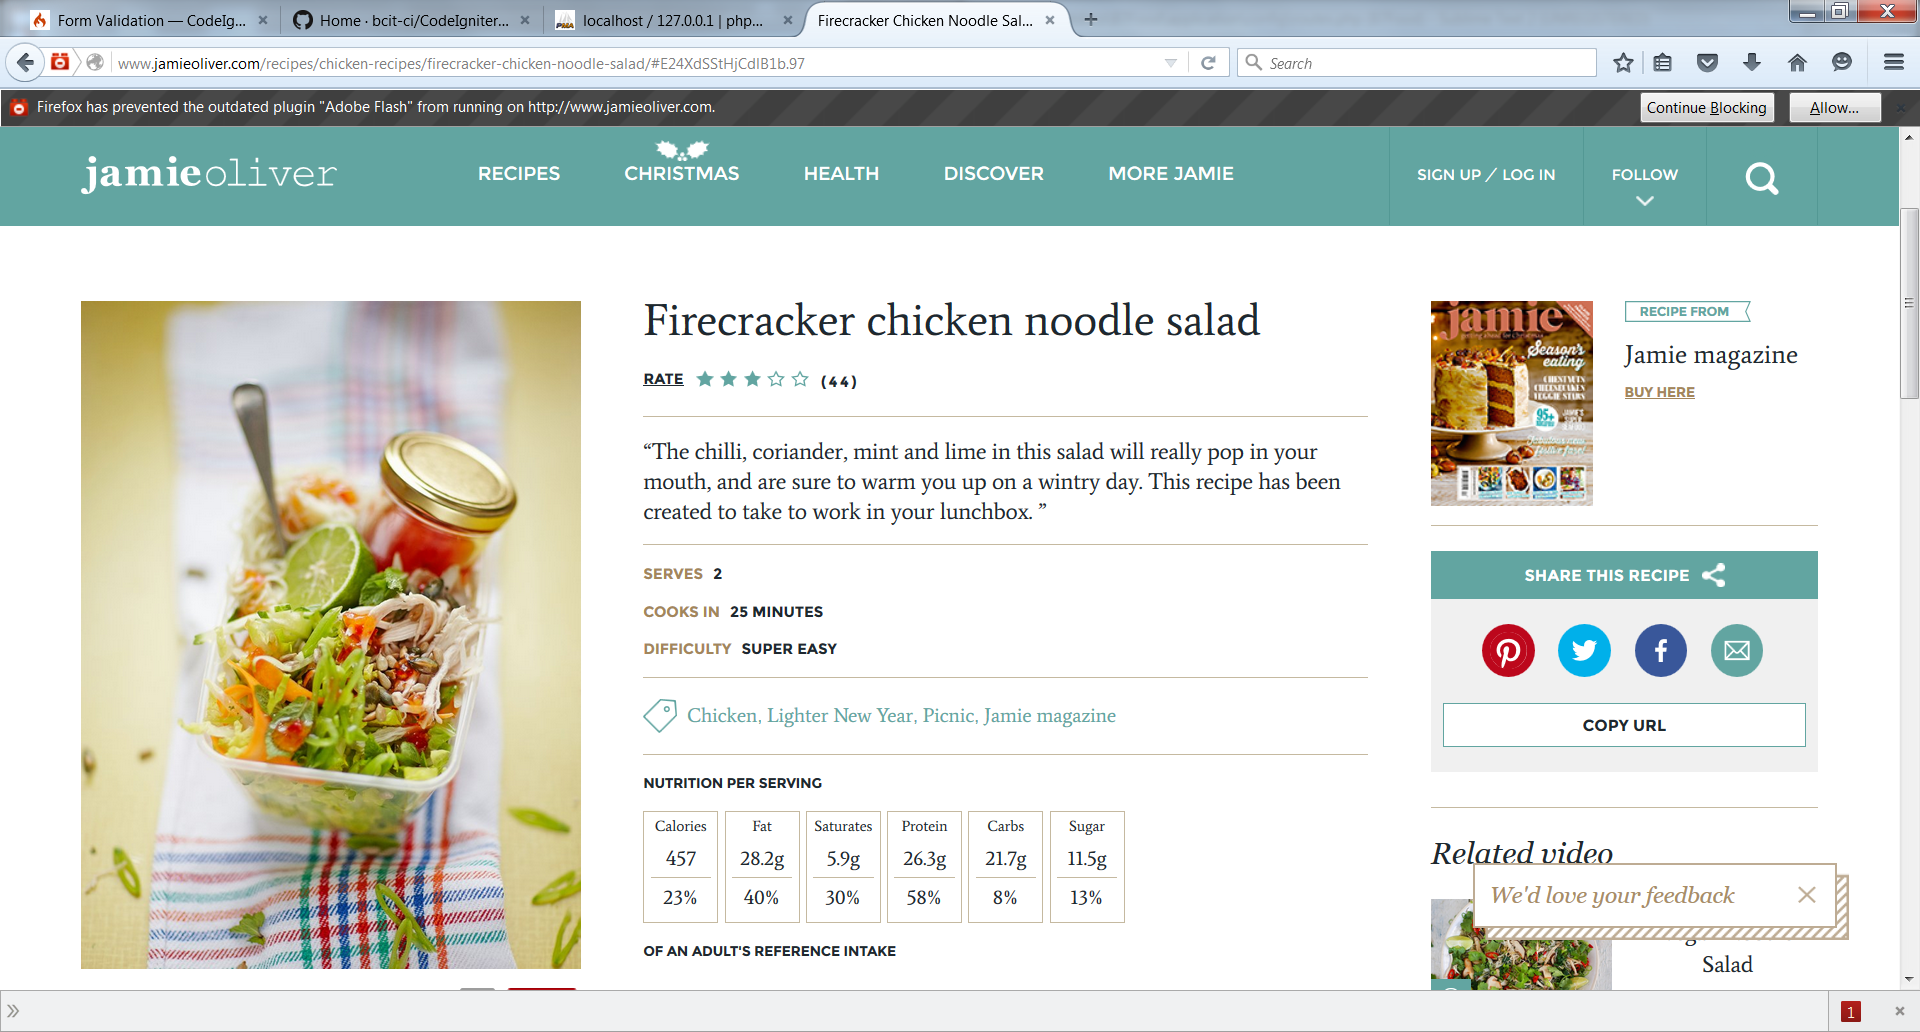 Form Validation — CodeIg...
Home · bcit-ci/CodeIgniter...
localhost / 127.0.0.1 | php...
Firecracker Chicken Noodle Sal...
www.jamieoliver.com/recipes/chicken-recipes/firecracker-chicken-noodle-salad/#E24XdSStHjCdIB1b.97
Search
Firefox has prevented the outdated plugin "Adobe Flash" from running on http://www.jamieoliver.com.
Continue Blocking
Allow...
jamieoliver
RECIPES
CHRISTMAS
HEALTH
DISCOVER
MORE JAMIE
SIGN UP / LOG IN
FOLLOW
Firecracker chicken noodle salad
RATE
(44)
“The chilli, coriander, mint and lime in this salad will really pop in your
mouth, and are sure to warm you up on a wintry day. This recipe has been
created to take to work in your lunchbox. ”
SERVES 2
COOKS IN 25 MINUTES
DIFFICULTY SUPER EASY
Chicken, Lighter New Year, Picnic, Jamie magazine
NUTRITION PER SERVING
Calories Fat Saturates Protein Carbs Sugar
457 28.2g 5.9g 26.3g 21.7g 11.5g
23% 40% 30% 58% 8% 13%
OF AN ADULT'S REFERENCE INTAKE
jamie
Season's
eating
95+
RECIPE FROM
Jamie magazine
BUY HERE
SHARE THIS RECIPE
COPY URL
Related video
We'd love your feedback
Salad
1